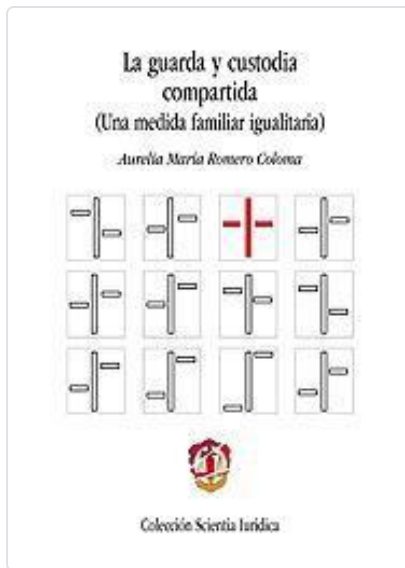 La guarda y custodia
compartida
(Una medida familiar igualitaria)
Aurelia María Romero Coloma
Colección Scientia Iuridica